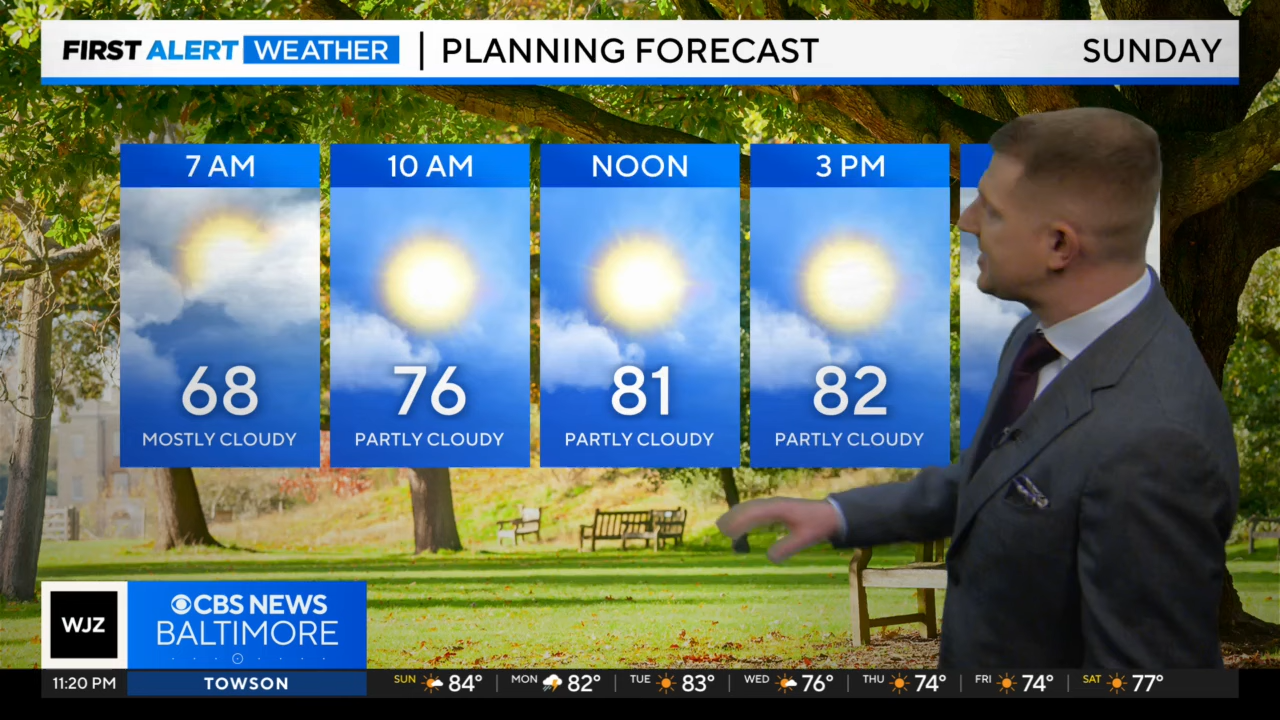 FIRST ALERT WEATHER | PLANNING FORECAST SUNDAY
7 AM
68
MOSTLY CLOUDY
10 AM
76
PARTLY CLOUDY
NOON
81
PARTLY CLOUDY
3 PM
82
PARTLY CLOUDY
WJZ
CBS NEWS
BALTIMORE
11:20 PM TOWSON SUN 84° | MON 82° | TUE 83° | WED 76° | THU 74° | FRI 74° | SAT 77°